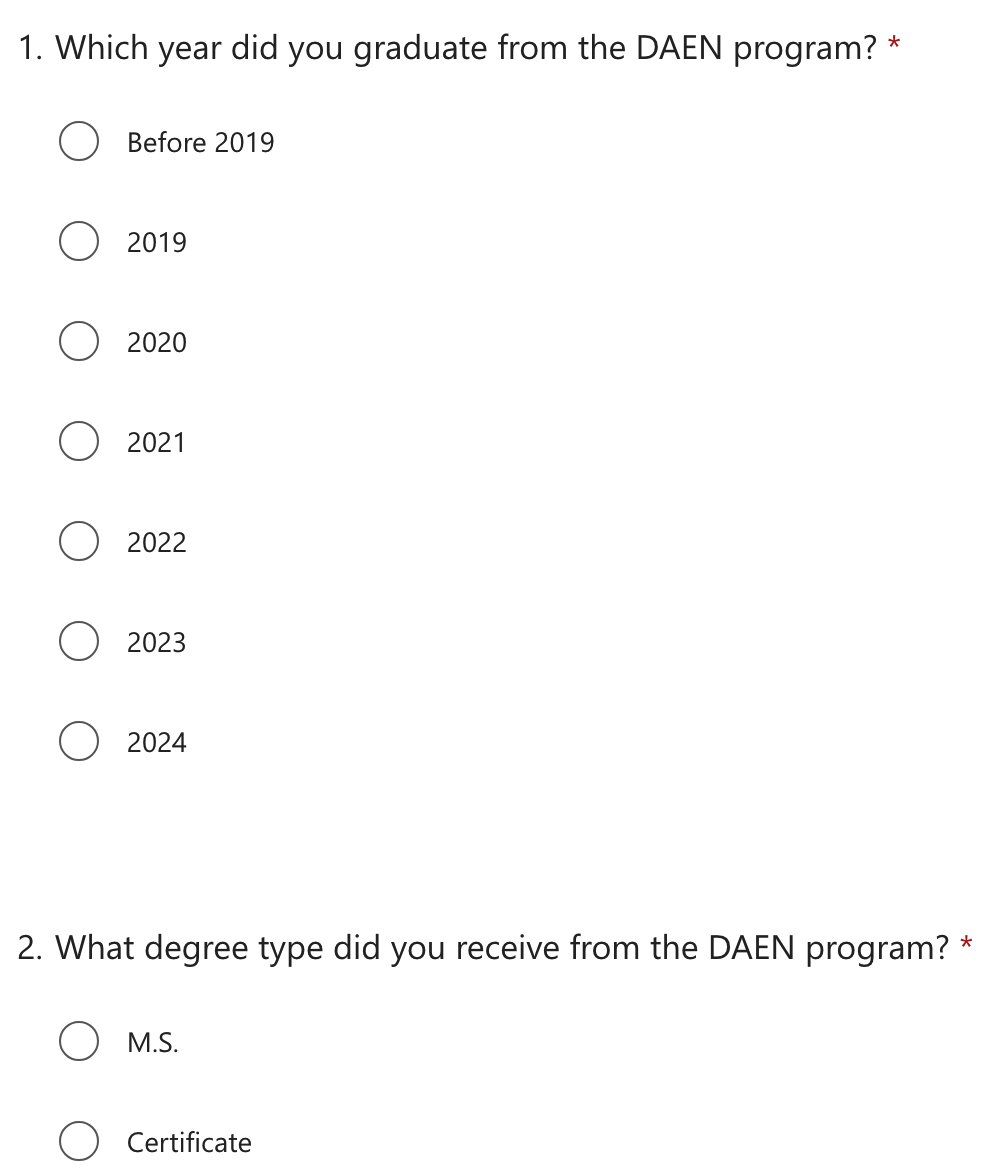 1. Which year did you graduate from the DAEN program? *
Before 2019
2019
2020
2021
2022
2023
2024
2. What degree type did you receive from the DAEN program? *
M.S.
Certificate